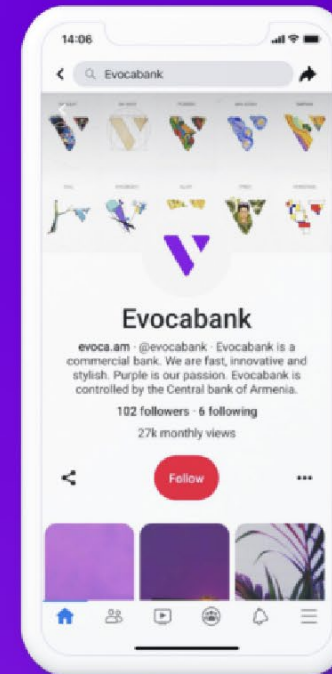 14:06
Evocabank
Evocabank
evoca.am · @evocabank · Evocabank is a
commercial bank. We are fast, innovative and
stylish. Purple is our passion. Evocabank is
controlled by the Central bank of Armenia.
102 followers · 6 following
27k monthly views
Follow